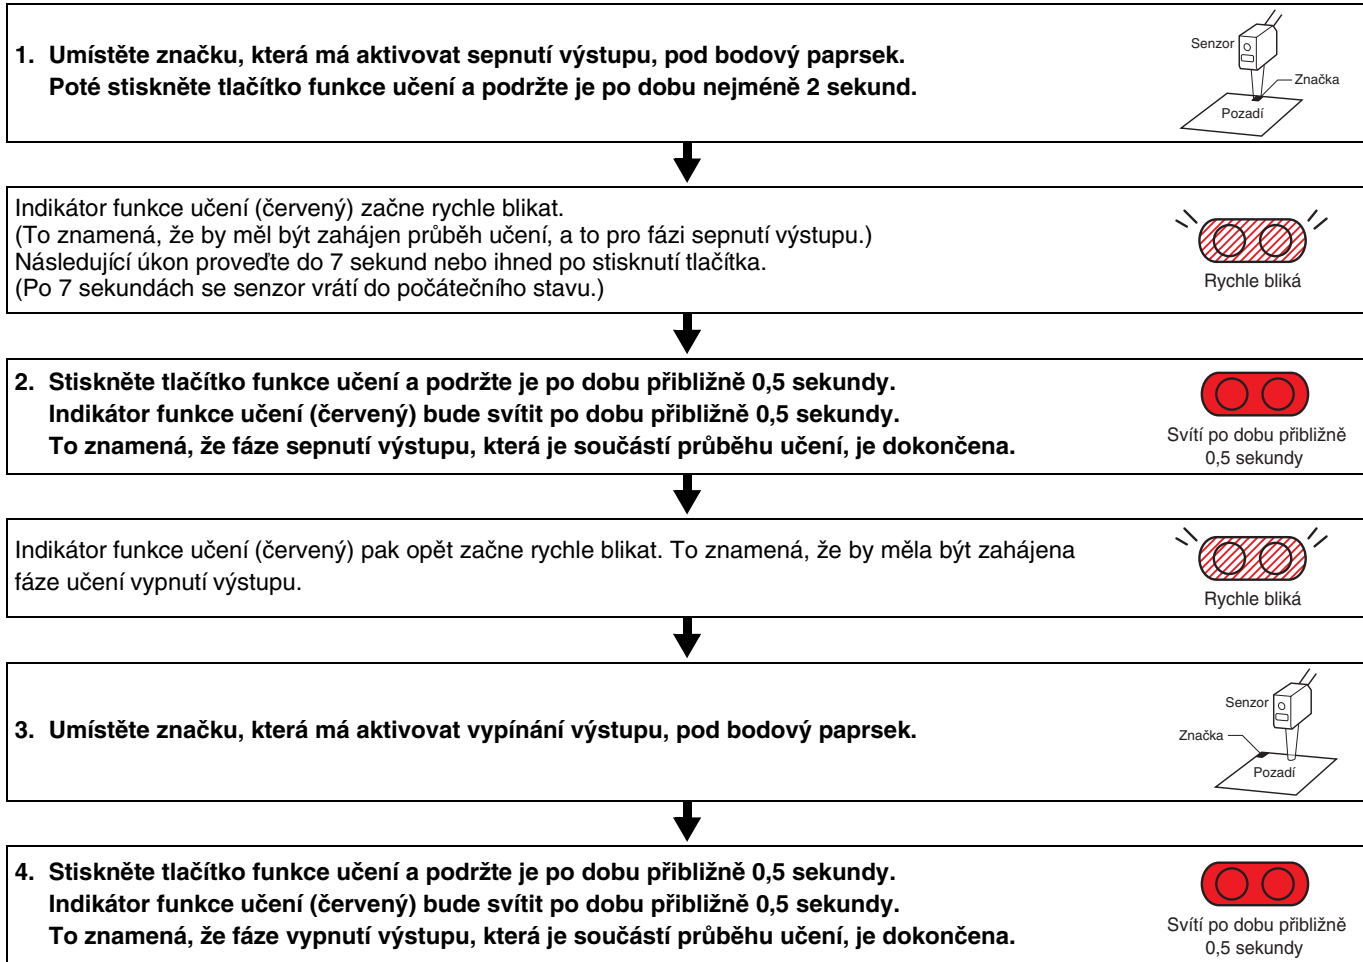 1. Umístěte značku, která má aktivovat sepnutí výstupu, pod bodový paprsek.
Poté stiskněte tlačítko funkce učení a podržte je po dobu nejméně 2 sekund.
Senzor
Značka
Pozadí
Indikátor funkce učení (červený) začne rychle blikat.
(To znamená, že by měl být zahájen průběh učení, a to pro fázi sepnutí výstupu.)
Následující úkon proveďte do 7 sekund nebo ihned po stisknutí tlačítka.
(Po 7 sekundách se senzor vrátí do počátečního stavu.)
Rychle bliká
2. Stiskněte tlačítko funkce učení a podržte je po dobu přibližně 0,5 sekundy.
Indikátor funkce učení (červený) bude svítit po dobu přibližně 0,5 sekundy.
To znamená, že fáze sepnutí výstupu, která je součástí průběhu učení, je dokončena.
Svítí po dobu přibližně
0,5 sekundy
Indikátor funkce učení (červený) pak opět začne rychle blikat. To znamená, že by měla být zahájena
fáze učení vypnutí výstupu.
Rychle bliká
3. Umístěte značku, která má aktivovat vypínání výstupu, pod bodový paprsek.
Senzor
Značka
Pozadí
4. Stiskněte tlačítko funkce učení a podržte je po dobu přibližně 0,5 sekundy.
Indikátor funkce učení (červený) bude svítit po dobu přibližně 0,5 sekundy.
To znamená, že fáze vypnutí výstupu, která je součástí průběhu učení, je dokončena.
Svítí po dobu přibližně
0,5 sekundy